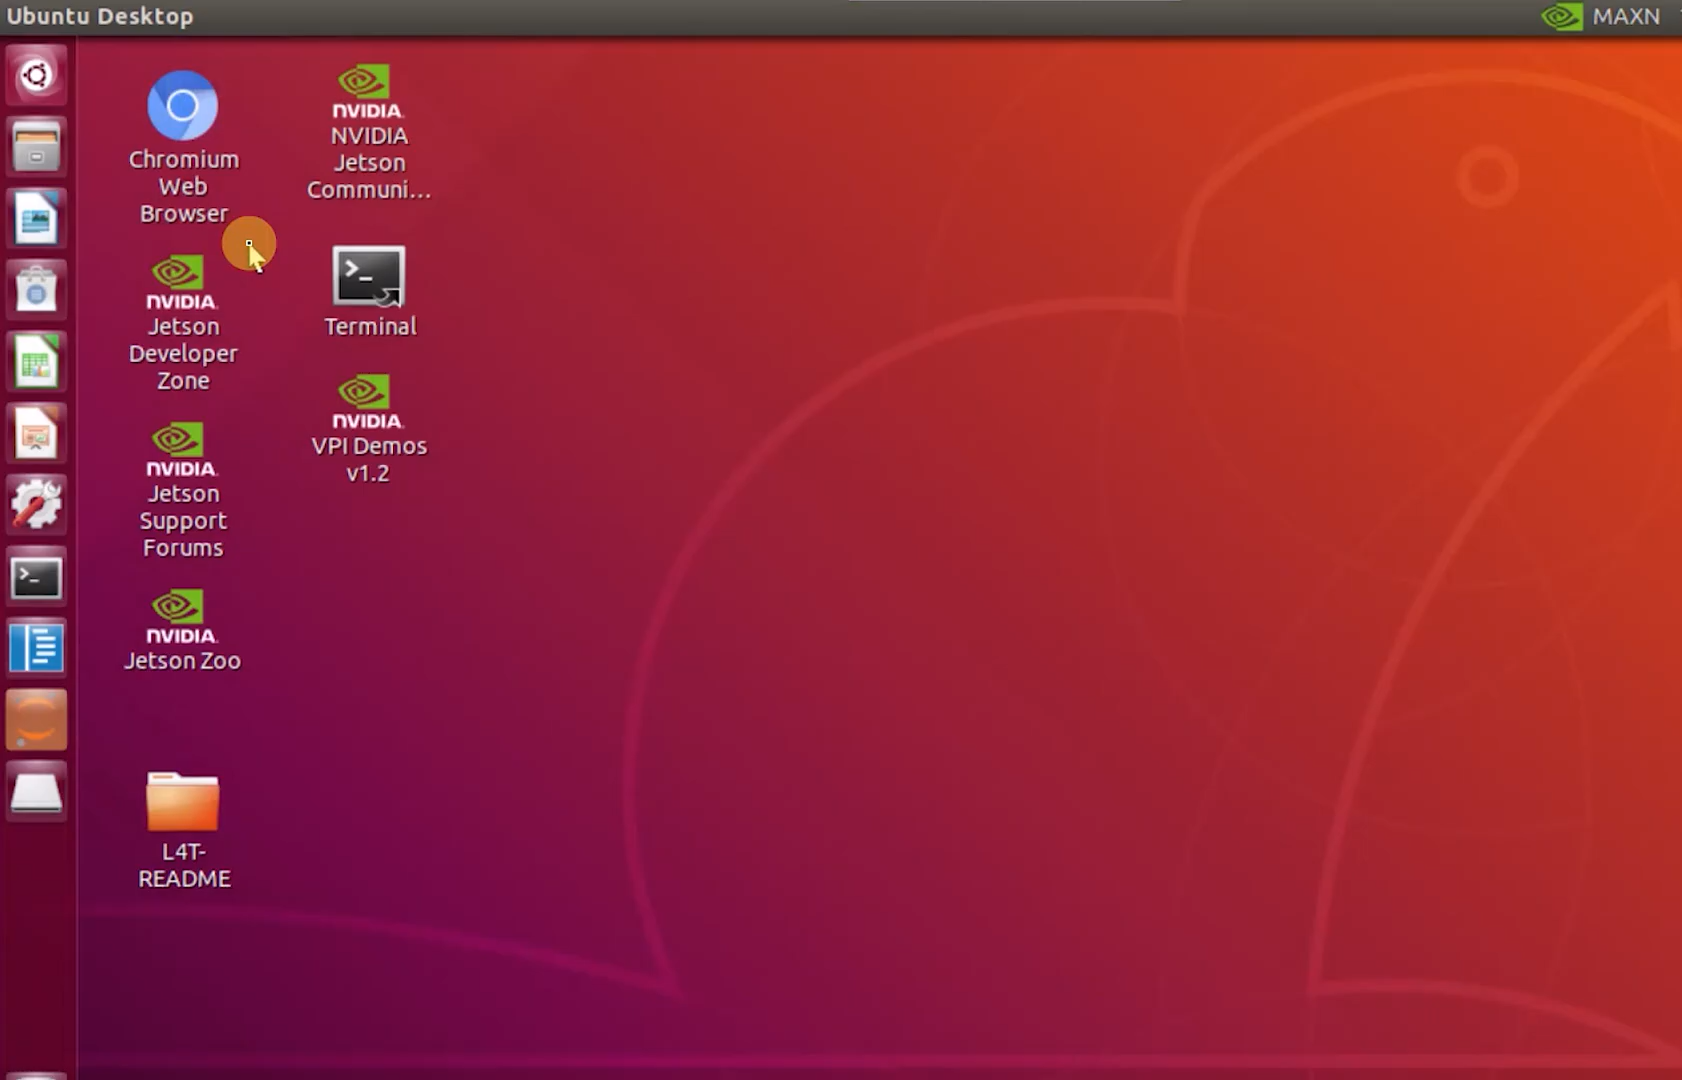 Ubuntu Desktop
MAXN
Chromium
Web
Browser
NVIDIA.
NVIDIA
Jetson
Communi...
NVIDIA.
Jetson
Developer
Zone
>_
Terminal
NVIDIA.
VPI Demos
v1.2
NVIDIA.
Jetson
Support
Forums
>_
NVIDIA.
Jetson Zoo
L4T-
README